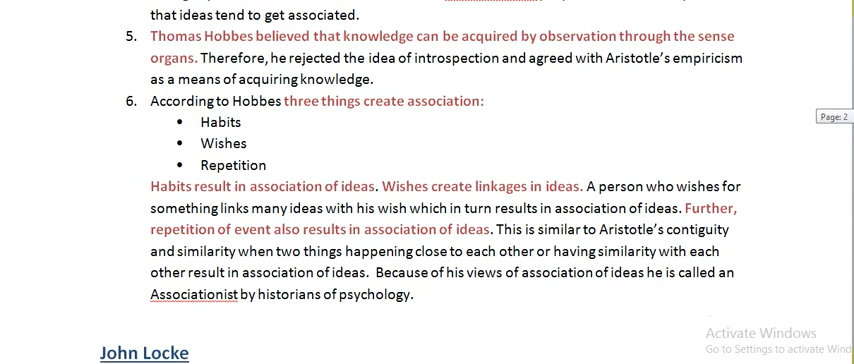 that ideas tend to get associated.
5. Thomas Hobbes believed that knowledge can be acquired by observation through the sense
organs. Therefore, he rejected the idea of introspection and agreed with Aristotle's empiricism
as a means of acquiring knowledge.
6. According to Hobbes three things create association:
• Habits
• Wishes
• Repetition
Habits result in association of ideas. Wishes create linkages in ideas. A person who wishes for
something links many ideas with his wish which in turn results in association of ideas. Further,
repetition of event also results in association of ideas. This is similar to Aristotle's contiguity
and similarity when two things happening close to each other or having similarity with each
other result in association of ideas. Because of his views of association of ideas he is called an
Associationist by historians of psychology.
John Locke
Page: 2
Activate Windows
Go to Settings to activate Wind